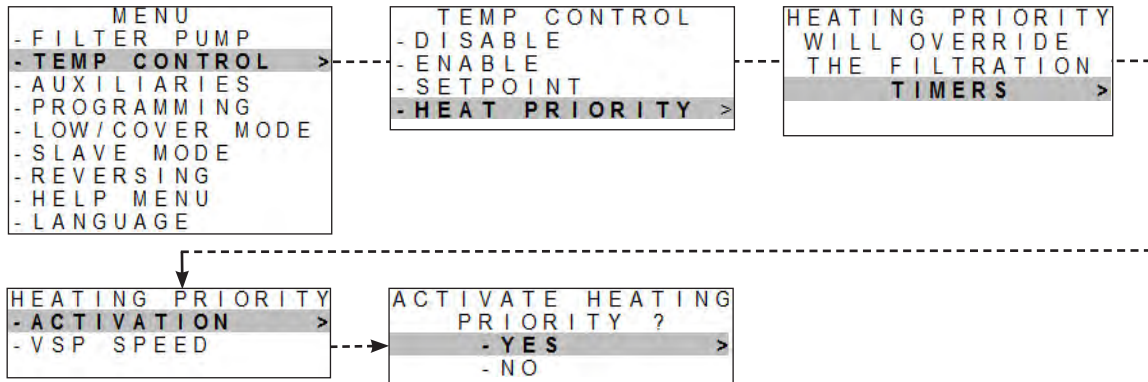 MENU
-FILTER PUMP
-TEMP CONTROL >
-AUXILIARIES
-PROGRAMMING
-LOW/COVER MODE
-SLAVE MODE
-REVERSING
-HELP MENU
-LANGUAGE
TEMP CONTROL
-DISABLE
-ENABLE
-SETPOINT
-HEAT PRIORITY >
HEATING PRIORITY
WILL OVERRIDE
THE FILTRATION
TIMERS >
HEATING PRIORITY
-ACTIVATION >
-VSP SPEED
ACTIVATE HEATING
PRIORITY ?
-YES >
-NO